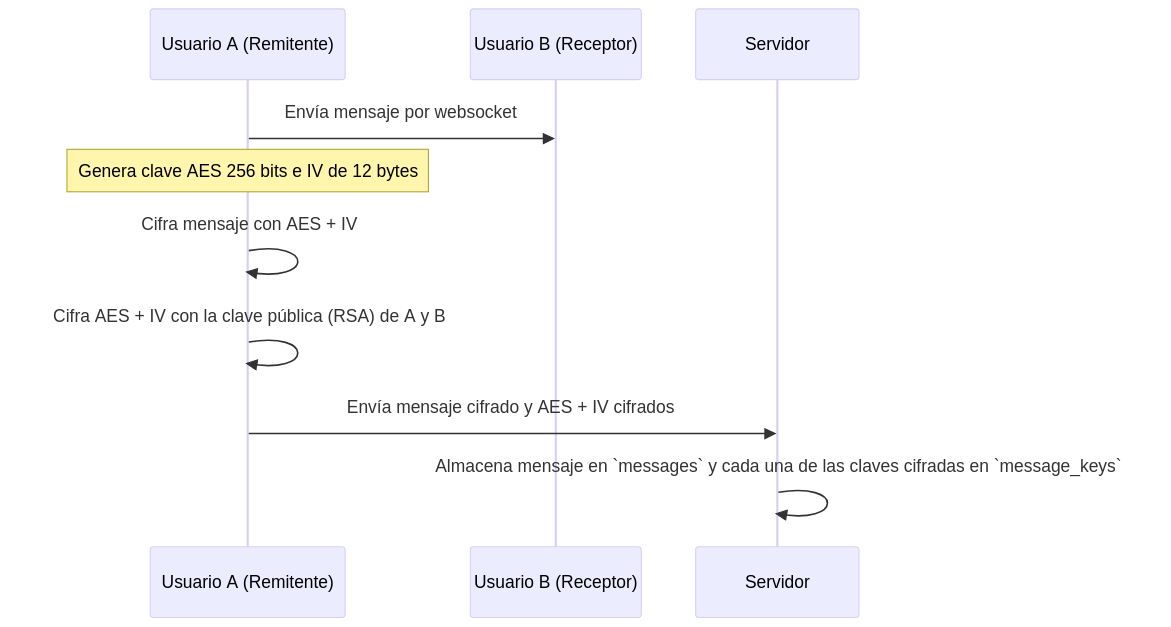 Usuario A (Remitente)
Usuario B (Receptor)
Servidor
Envía mensaje por websocket
Genera clave AES 256 bits e IV de 12 bytes
Cifra mensaje con AES + IV
Cifra AES + IV con la clave pública (RSA) de A y B
Envía mensaje cifrado y AES + IV cifrados
Almacena mensaje en `messages` y cada una de las claves cifradas en `message_keys`
Usuario A (Remitente)
Usuario B (Receptor)
Servidor